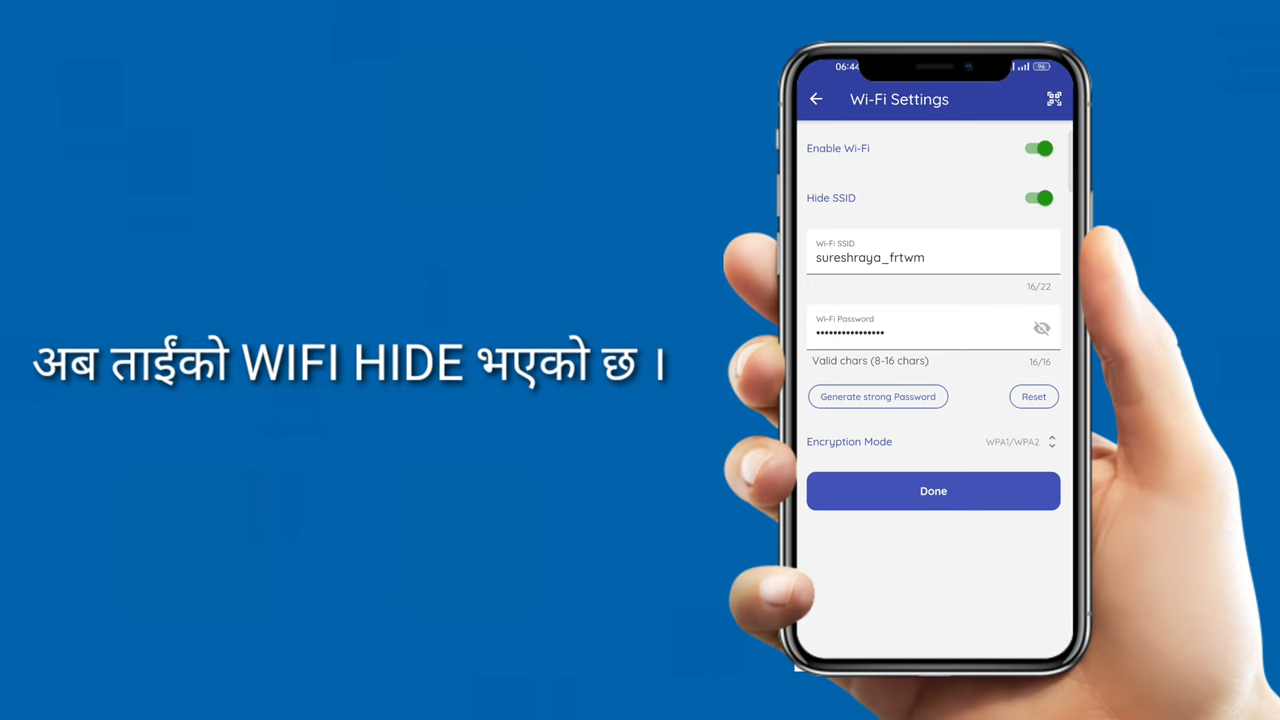 अब ताईंको WIFI HIDE भएको छ ।
06:44
96
Wi-Fi Settings
Enable Wi-Fi
Hide SSID
Wi-Fi SSID
sureshraya_frtwm
16/22
Wi-Fi Password
••••••••••••••••
Valid chars (8-16 chars)
16/16
Generate strong Password
Reset
Encryption Mode
WPA1/WPA2
Done